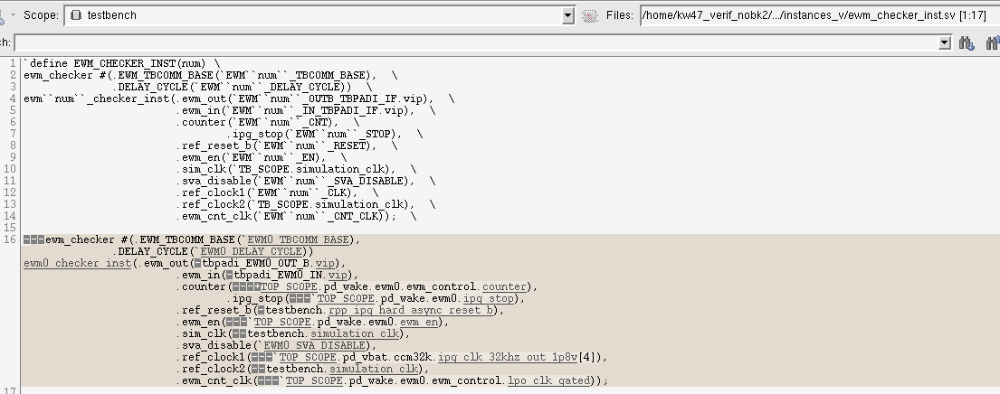 Scope: testbench Files: /home/kw47_verif_nobk2/.../instances_v/ewm_checker_inst.sv [1:17]
ch:
1 `define EWM_CHECKER_INST(num) \
2 ewm_checker #(.EWM_TBCOMM_BASE(`EWM``num``_TBCOMM_BASE), \
3 .DELAY_CYCLE(`EWM``num``_DELAY_CYCLE)) \
4 ewm``num``_checker_inst(.ewm_out(`EWM``num``_OUTB_TBPADI_IF.vip), \
5 .ewm_in(`EWM``num``_IN_TBPADI_IF.vip), \
6 .counter(`EWM``num``_CNT), \
7 .ipg_stop(`EWM``num``_STOP), \
8 .ref_reset_b(`EWM``num``_RESET), \
9 .ewm_en(`EWM``num``_EN), \
10 .sim_clk(`TB_SCOPE.simulation_clk), \
11 .sva_disable(`EWM``num``_SVA_DISABLE), \
12 .ref_clock1(`EWM``num``_CLK), \
13 .ref_clock2(`TB_SCOPE.simulation_clk), \
14 .ewm_cnt_clk(`EWM``num``_CNT_CLK)); \
15
16 ewm_checker #(.EWM_TBCOMM_BASE(`EWM0_TBCOMM_BASE),
.DELAY_CYCLE(`EWM0_DELAY_CYCLE))
ewm0_checker_inst(.ewm_out(tbpadi_EWM0_OUT_B.vip),
.ewm_in(tbpadi_EWM0_IN.vip),
.counter(`TOP_SCOPE.pd_wake.ewm0.ewm_control.counter),
.ipg_stop(`TOP_SCOPE.pd_wake.ewm0.ipg_stop),
.ref_reset_b(testbench.rpp_ipg_hard_async_reset_b),
.ewm_en(`TOP_SCOPE.pd_wake.ewm0.ewm_en),
.sim_clk(testbench.simulation_clk),
.sva_disable(`EWM0_SVA_DISABLE),
.ref_clock1(`TOP_SCOPE.pd_vbat.ccm32k.ipg_clk_32khz_out_1p8v[4]),
.ref_clock2(testbench.simulation_clk),
.ewm_cnt_clk(`TOP_SCOPE.pd_wake.ewm0.ewm_control.lpo_clk_gated));
17